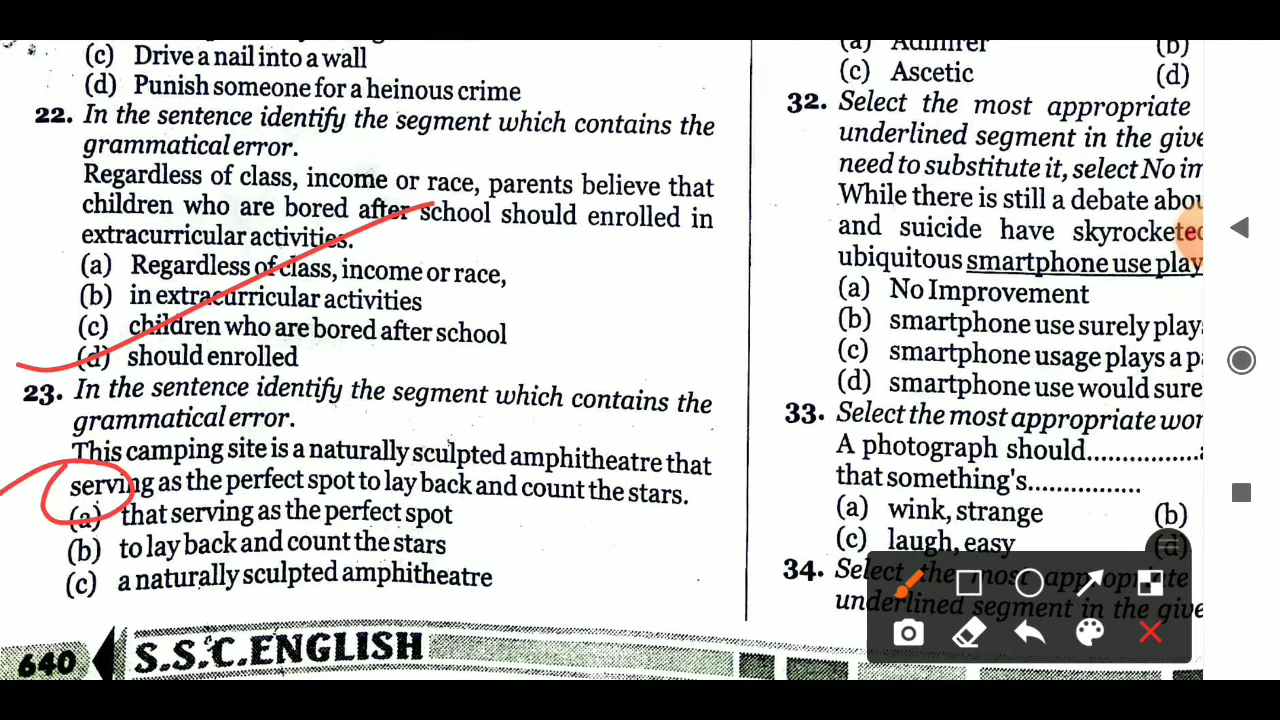 (c) Drive a nail into a wall
(d) Punish someone for a heinous crime
22. In the sentence identify the segment which contains the
grammatical error.
Regardless of class, income or race, parents believe that
children who are bored after school should enrolled in
extracurricular activities.
(a) Regardless of class, income or race,
(b) in extracurricular activities
(c) children who are bored after school
(d) should enrolled
23. In the sentence identify the segment which contains the
grammatical error.
This camping site is a naturally sculpted amphitheatre that
serving as the perfect spot to lay back and count the stars.
(a) that serving as the perfect spot
(b) to lay back and count the stars
(c) a naturally sculpted amphitheatre
640 S.S.C. ENGLISH
(a) Admirer (b)
(c) Ascetic (d)
32. Select the most appropriate
underlined segment in the give
need to substitute it, select No im
While there is still a debate abou
and suicide have skyrocketed
ubiquitous smartphone use play
(a) No Improvement
(b) smartphone use surely plays
(c) smartphone usage plays a pa
(d) smartphone use would sure
33. Select the most appropriate wor
A photograph should...............a
that something's................
(a) wink, strange (b)
(c) laugh, easy (d)
34. Select the most appropriate
underlined segment in the give